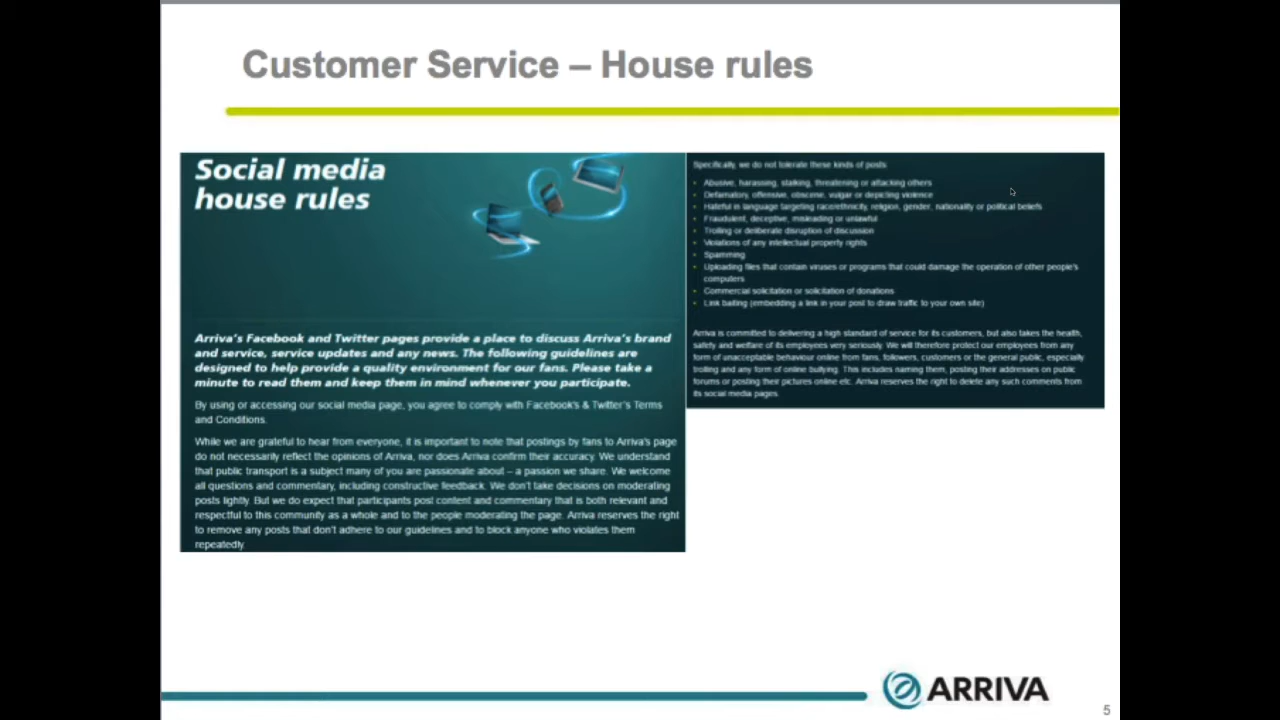 Customer Service – House rules
Social media
house rules
Arriva's Facebook and Twitter pages provide a place to discuss Arriva's brand
and service, service updates and any news. The following guidelines are
designed to help provide a quality environment for our fans. Please take a
minute to read them and keep them in mind whenever you participate.
By using or accessing our social media page, you agree to comply with Facebook's & Twitter's Terms
and Conditions.
While we are grateful to hear from everyone, it is important to note that postings by fans to Arriva's page
do not necessarily reflect the opinions of Arriva, nor does Arriva confirm their accuracy. We understand
that public transport is a subject many of you are passionate about – a passion we share. We welcome
all questions and commentary, including constructive feedback. We don't take decisions on moderating
posts lightly. But we do expect that participants post content and commentary that is both relevant and
respectful to this community as a whole and to the people moderating the page. Arriva reserves the right
to remove any posts that don't adhere to our guidelines and to block anyone who violates them
repeatedly.
Specifically, we do not tolerate these kinds of posts:
• Abusive, harassing, stalking, threatening or attacking others
• Defamatory, offensive, obscene, vulgar or depicting violence
• Hateful in language targeting race/ethnicity, religion, gender, nationality or political beliefs
• Fraudulent, deceptive, misleading or unlawful
• Trolling or deliberate disruption of discussion
• Violations of any intellectual property rights
• Spamming
• Uploading files that contain viruses or programs that could damage the operation of other people's
computers
• Commercial solicitation or solicitation of donations
• Link baiting (embedding a link in your post to draw traffic to your own site)
Arriva is committed to delivering a high standard of service for its customers, but also takes the health,
safety and welfare of its employees very seriously. We will therefore protect our employees from any
form of unacceptable behaviour online from fans, followers, customers or the general public, especially
trolling and any form of online bullying. This includes naming them, posting their addresses on public
forums or posting their pictures online etc. Arriva reserves the right to delete any such comments from
its social media pages.
ARRIVA
5